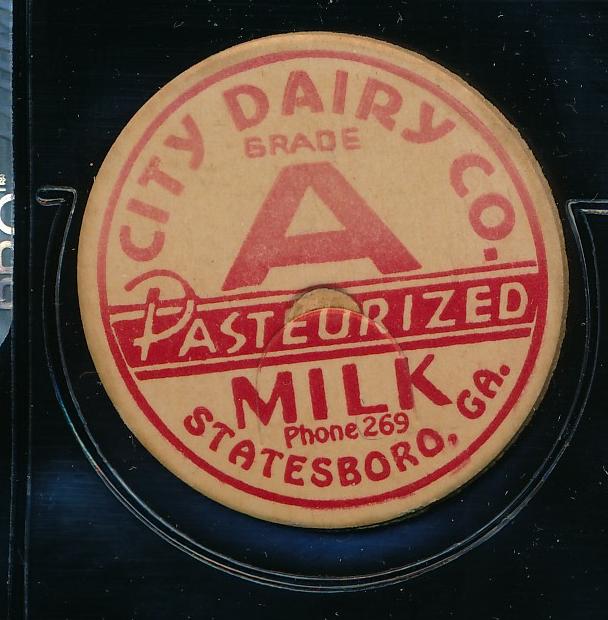 CITY DAIRY CO.
GRADE
A
PASTEURIZED
MILK
Phone 269
STATESBORO, GA.